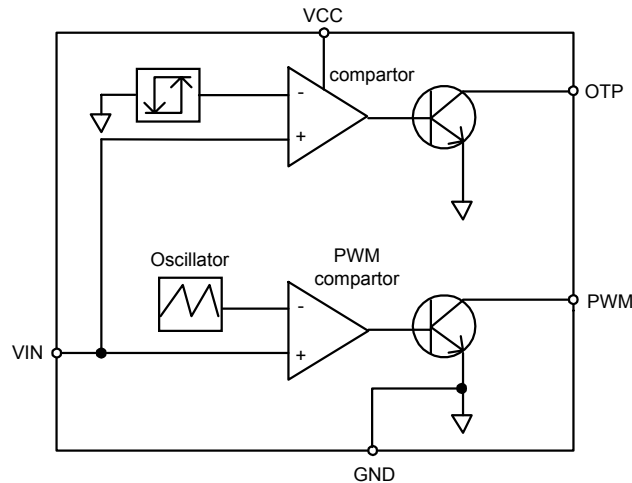 VCC
compartor
-
+
OTP
Oscillator
PWM
compartor
-
+
PWM
VIN
GND